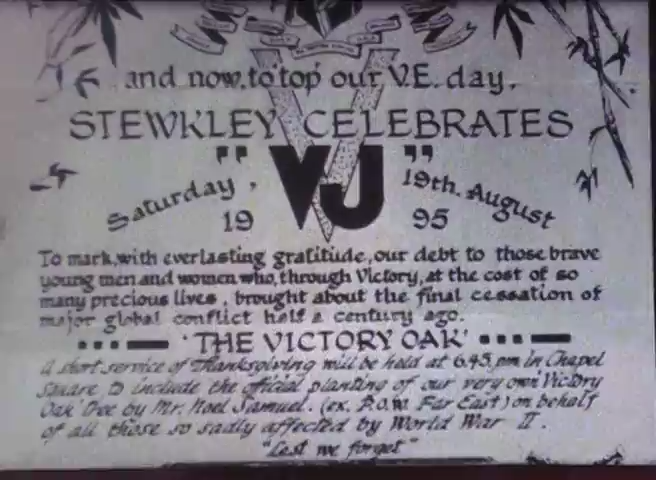 and now, to 'top' our V.E. day,
STEWKLEY CELEBRATES
"VJ"
Saturday, 19th. August
19 95
To mark, with everlasting gratitude, our debt to those brave
young men and women who, through Victory, at the cost of so
many precious lives, brought about the final cessation of
major global conflict half a century ago.
'THE VICTORY OAK'
A short service of Thanksgiving will be held at 6.45. pm in Chapel
Square to include the official planting of our very own 'Victory
Oak' Tree by Mr. Noel Samuel. (ex. P.O.W. Far East) on behalf
of all those so sadly affected by World War II.
"Lest we forget"